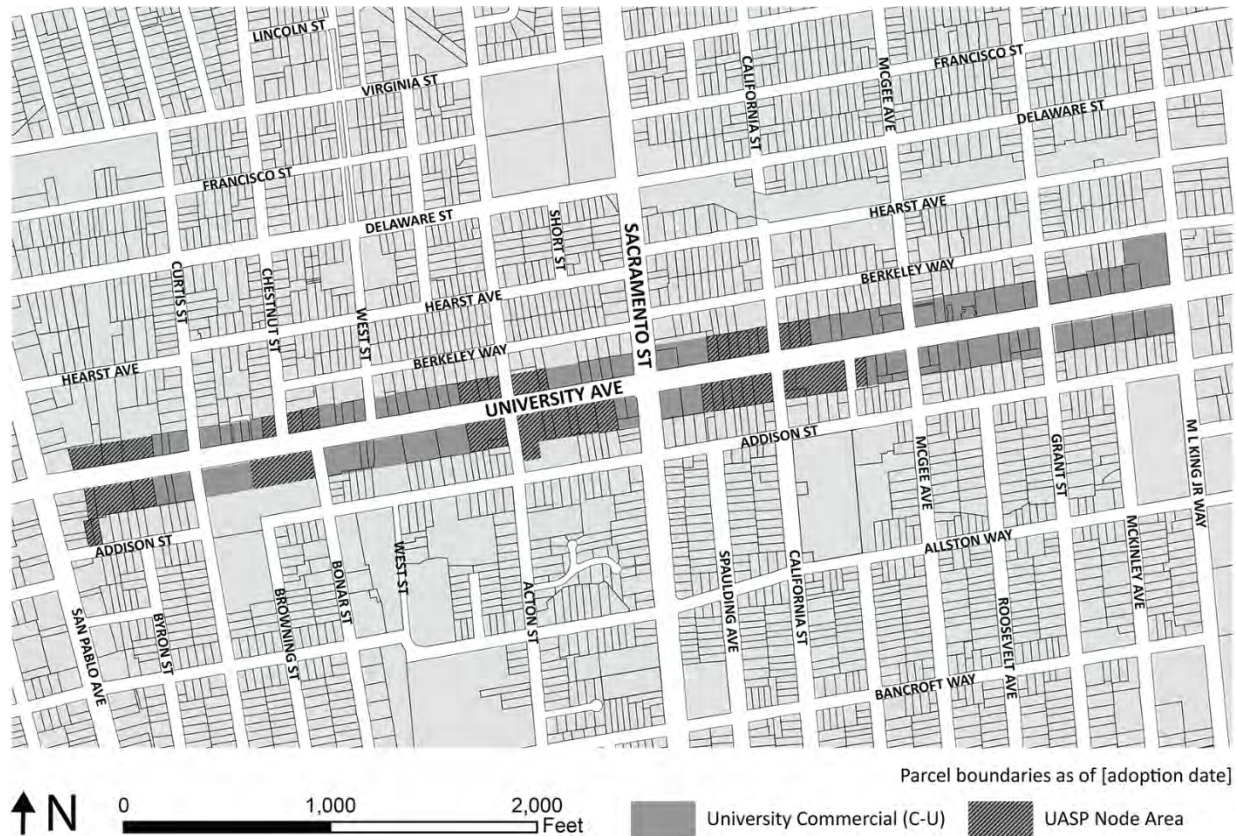 LINCOLN ST
VIRGINIA ST
CALIFORNIA ST
MCGEE AVE
FRANCISCO ST
DELAWARE ST
FRANCISCO ST
DELAWARE ST
SHORT ST
HEARST AVE
SACRAMENTO ST
CURTIS ST
CHESTNUT ST
WEST ST
HEARST AVE
BERKELEY WAY
BERKELEY WAY
HEARST AVE
UNIVERSITY AVE
ADDISON ST
MCGEE AVE
GRANT ST
M L KING JR WAY
ADDISON ST
SAN PABLO AVE
BYRON ST
BROWNING ST
BONAR ST
WEST ST
ACTON ST
SPAULDING AVE
CALIFORNIA ST
ALLSTON WAY
ROOSEVELT AVE
MCKINLEY AVE
BANCROFT WAY
Parcel boundaries as of [adoption date]
N
0 1,000 2,000
Feet
University Commercial (C-U)
UASP Node Area